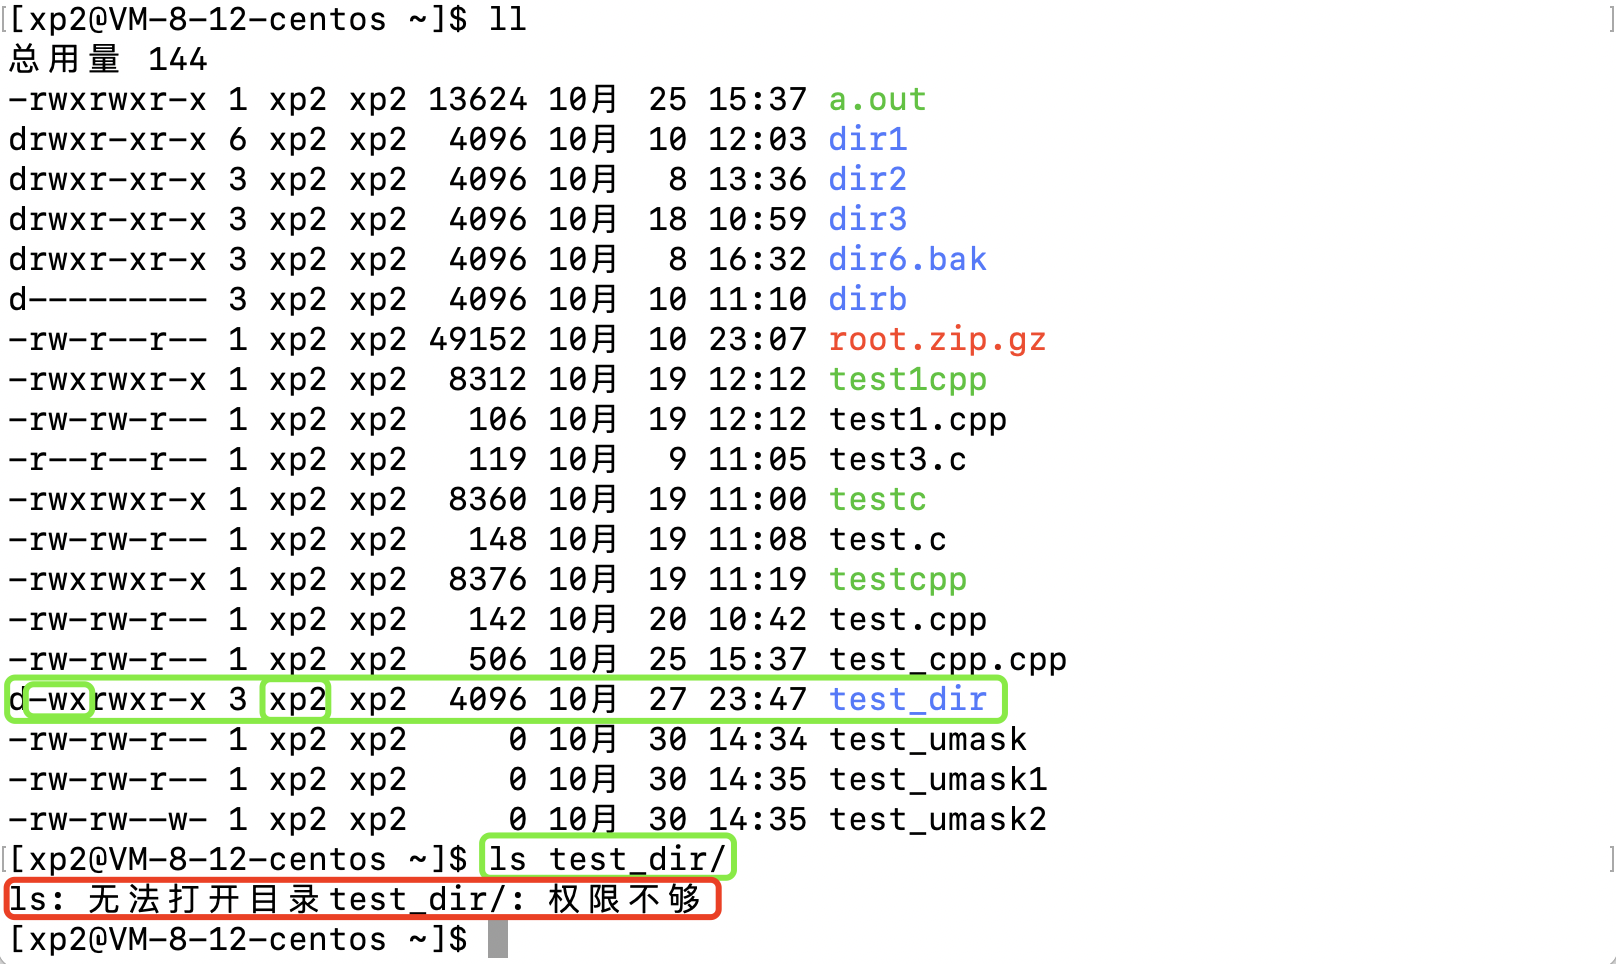 [xp2@VM-8-12-centos ~]$ ll
总用量 144
-rwxrwxr-x 1 xp2 xp2 13624 10月  25 15:37 a.out
drwxr-xr-x 6 xp2 xp2  4096 10月  10 12:03 dir1
drwxr-xr-x 3 xp2 xp2  4096 10月   8 13:36 dir2
drwxr-xr-x 3 xp2 xp2  4096 10月  18 10:59 dir3
drwxr-xr-x 3 xp2 xp2  4096 10月   8 16:32 dir6.bak
d--------- 3 xp2 xp2  4096 10月  10 11:10 dirb
-rw-r--r-- 1 xp2 xp2 49152 10月  10 23:07 root.zip.gz
-rwxrwxr-x 1 xp2 xp2  8312 10月  19 12:12 test1cpp
-rw-rw-r-- 1 xp2 xp2   106 10月  19 12:12 test1.cpp
-r--r--r-- 1 xp2 xp2   119 10月   9 11:05 test3.c
-rwxrwxr-x 1 xp2 xp2  8360 10月  19 11:00 testc
-rw-rw-r-- 1 xp2 xp2   148 10月  19 11:08 test.c
-rwxrwxr-x 1 xp2 xp2  8376 10月  19 11:19 testcpp
-rw-rw-r-- 1 xp2 xp2   142 10月  20 10:42 test.cpp
-rw-rw-r-- 1 xp2 xp2   506 10月  25 15:37 test_cpp.cpp
d-wxrwxr-x 3 xp2 xp2  4096 10月  27 23:47 test_dir
-rw-rw-r-- 1 xp2 xp2     0 10月  30 14:34 test_umask
-rw-rw-r-- 1 xp2 xp2     0 10月  30 14:35 test_umask1
-rw-rw--w- 1 xp2 xp2     0 10月  30 14:35 test_umask2
[xp2@VM-8-12-centos ~]$ ls test_dir/
ls: 无法打开目录test_dir/: 权限不够
[xp2@VM-8-12-centos ~]$